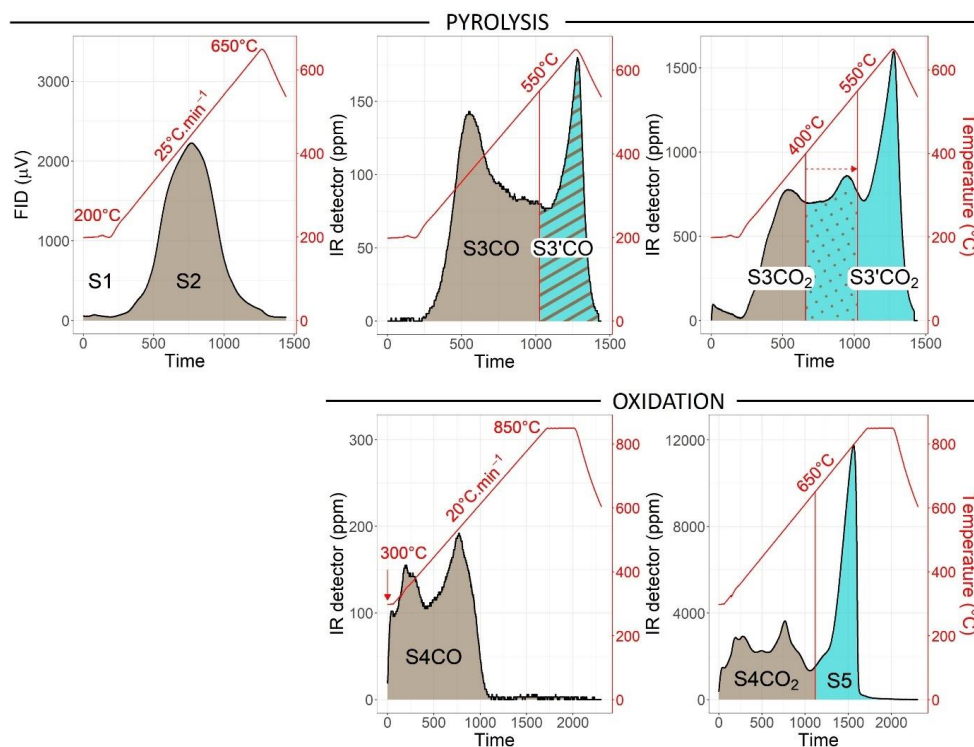 PYROLYSIS
FID (μV)
3000
2000
1000
0
200°C
25°C.min⁻¹
650°C
S1
S2
600
400
200
0
0 500 1000 1500
Time
IR detector (ppm)
150
100
50
0
550°C
S3CO
S3'CO
600
400
200
0
0 500 1000 1500
Time
IR detector (ppm)
1500
1000
500
0
400°C
550°C
S3CO₂
S3'CO₂
600
400
200
0
Temperature (°C)
0 500 1000 1500
Time
OXIDATION
IR detector (ppm)
300
200
100
0
300°C
20°C.min⁻¹
850°C
S4CO
800
600
400
200
0
0 500 1000 1500 2000
Time
IR detector (ppm)
12000
8000
4000
0
650°C
S4CO₂
S5
800
600
400
200
0
Temperature (°C)
0 500 1000 1500 2000
Time